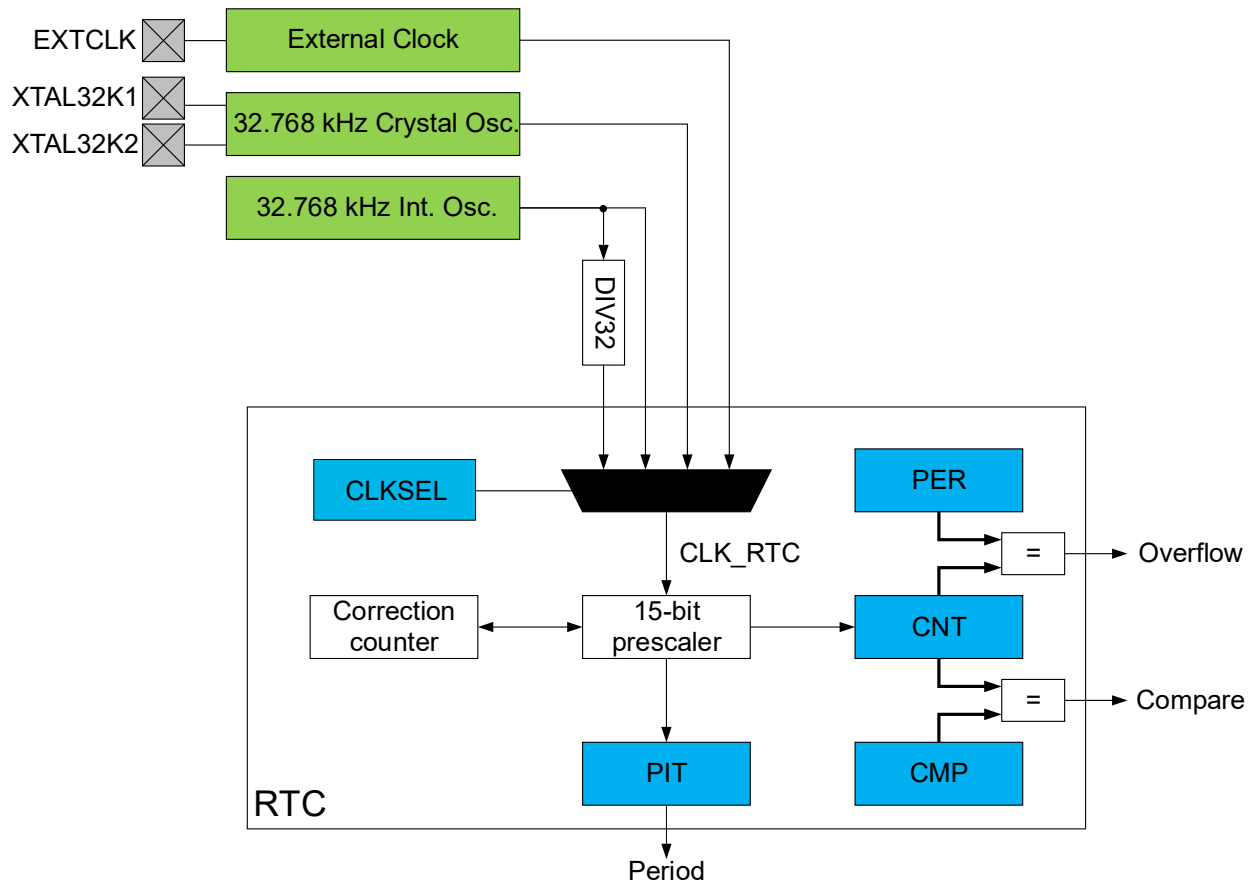 EXTCLK
External Clock
XTAL32K1
XTAL32K2
32.768 kHz Crystal Osc.
32.768 kHz Int. Osc.
DIV32
CLKSEL
PER
CLK_RTC
=
Overflow
Correction
counter
15-bit
prescaler
CNT
=
Compare
PIT
CMP
RTC
Period